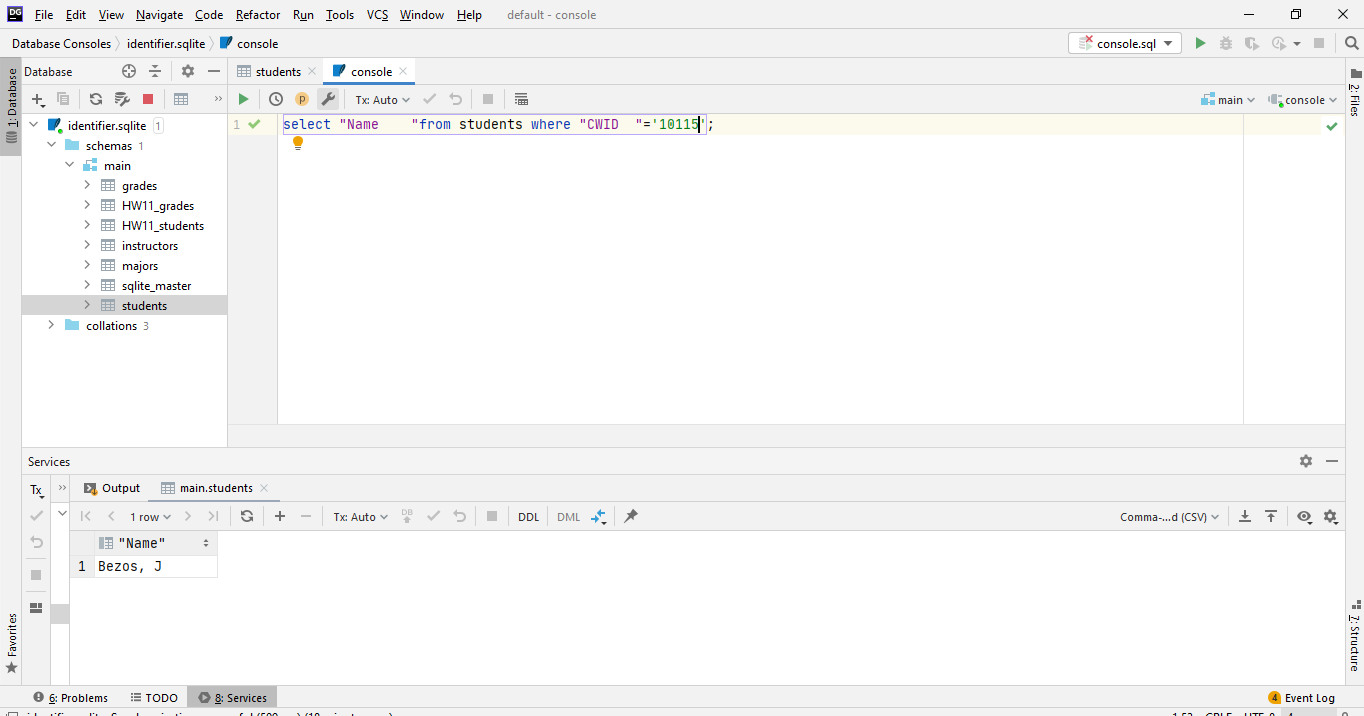 DG File Edit View Navigate Code Refactor Run Tools VCS Window Help default - console
Database Consoles identifier.sqlite console console.sql
1: Database
Database
students console
Tx: Auto main console
identifier.sqlite 1
schemas 1
main
grades
HW11_grades
HW11_students
instructors
majors
sqlite_master
students
collations 3
1 select "Name    "from students where "CWID  "='10115';
2: Files
Services
Tx
Output main.students
1 row Tx: Auto DB DDL DML Comma-...d (CSV)
"Name"
1 Bezos, J
Favorites
7: Structure
6: Problems TODO 8: Services 4 Event Log